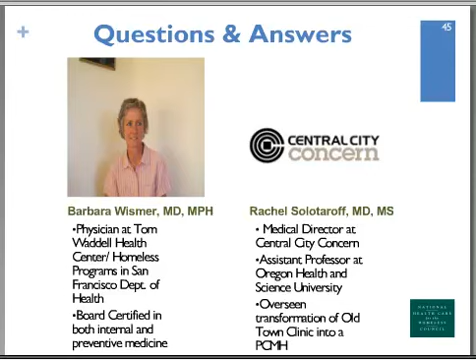 +
Questions & Answers
45
CENTRAL CITY
concern
Barbara Wismer, MD, MPH
•Physician at Tom
Waddell Health
Center/ Homeless
Programs in San
Francisco Dept. of
Health
•Board Certified in
both internal and
preventive medicine
Rachel Solotaroff, MD, MS
• Medical Director at
Central City Concern
•Assistant Professor at
Oregon Health and
Science University
•Overseen
transformation of Old
Town Clinic into a
PCMH
NATIONAL
HEALTH CARE
for the
HOMELESS
COUNCIL